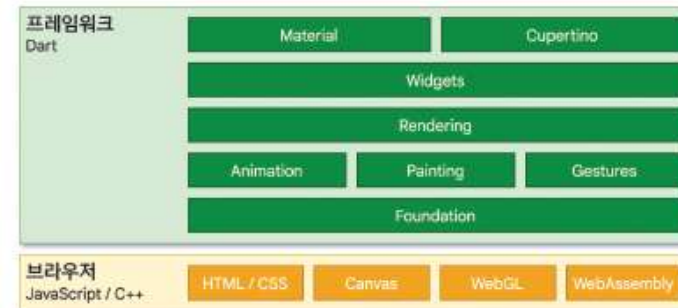 프레임워크
Dart
Material Cupertino
Widgets
Rendering
Animation Painting Gestures
Foundation
브라우저
JavaScript / C++
HTML / CSS Canvas WebGL WebAssembly